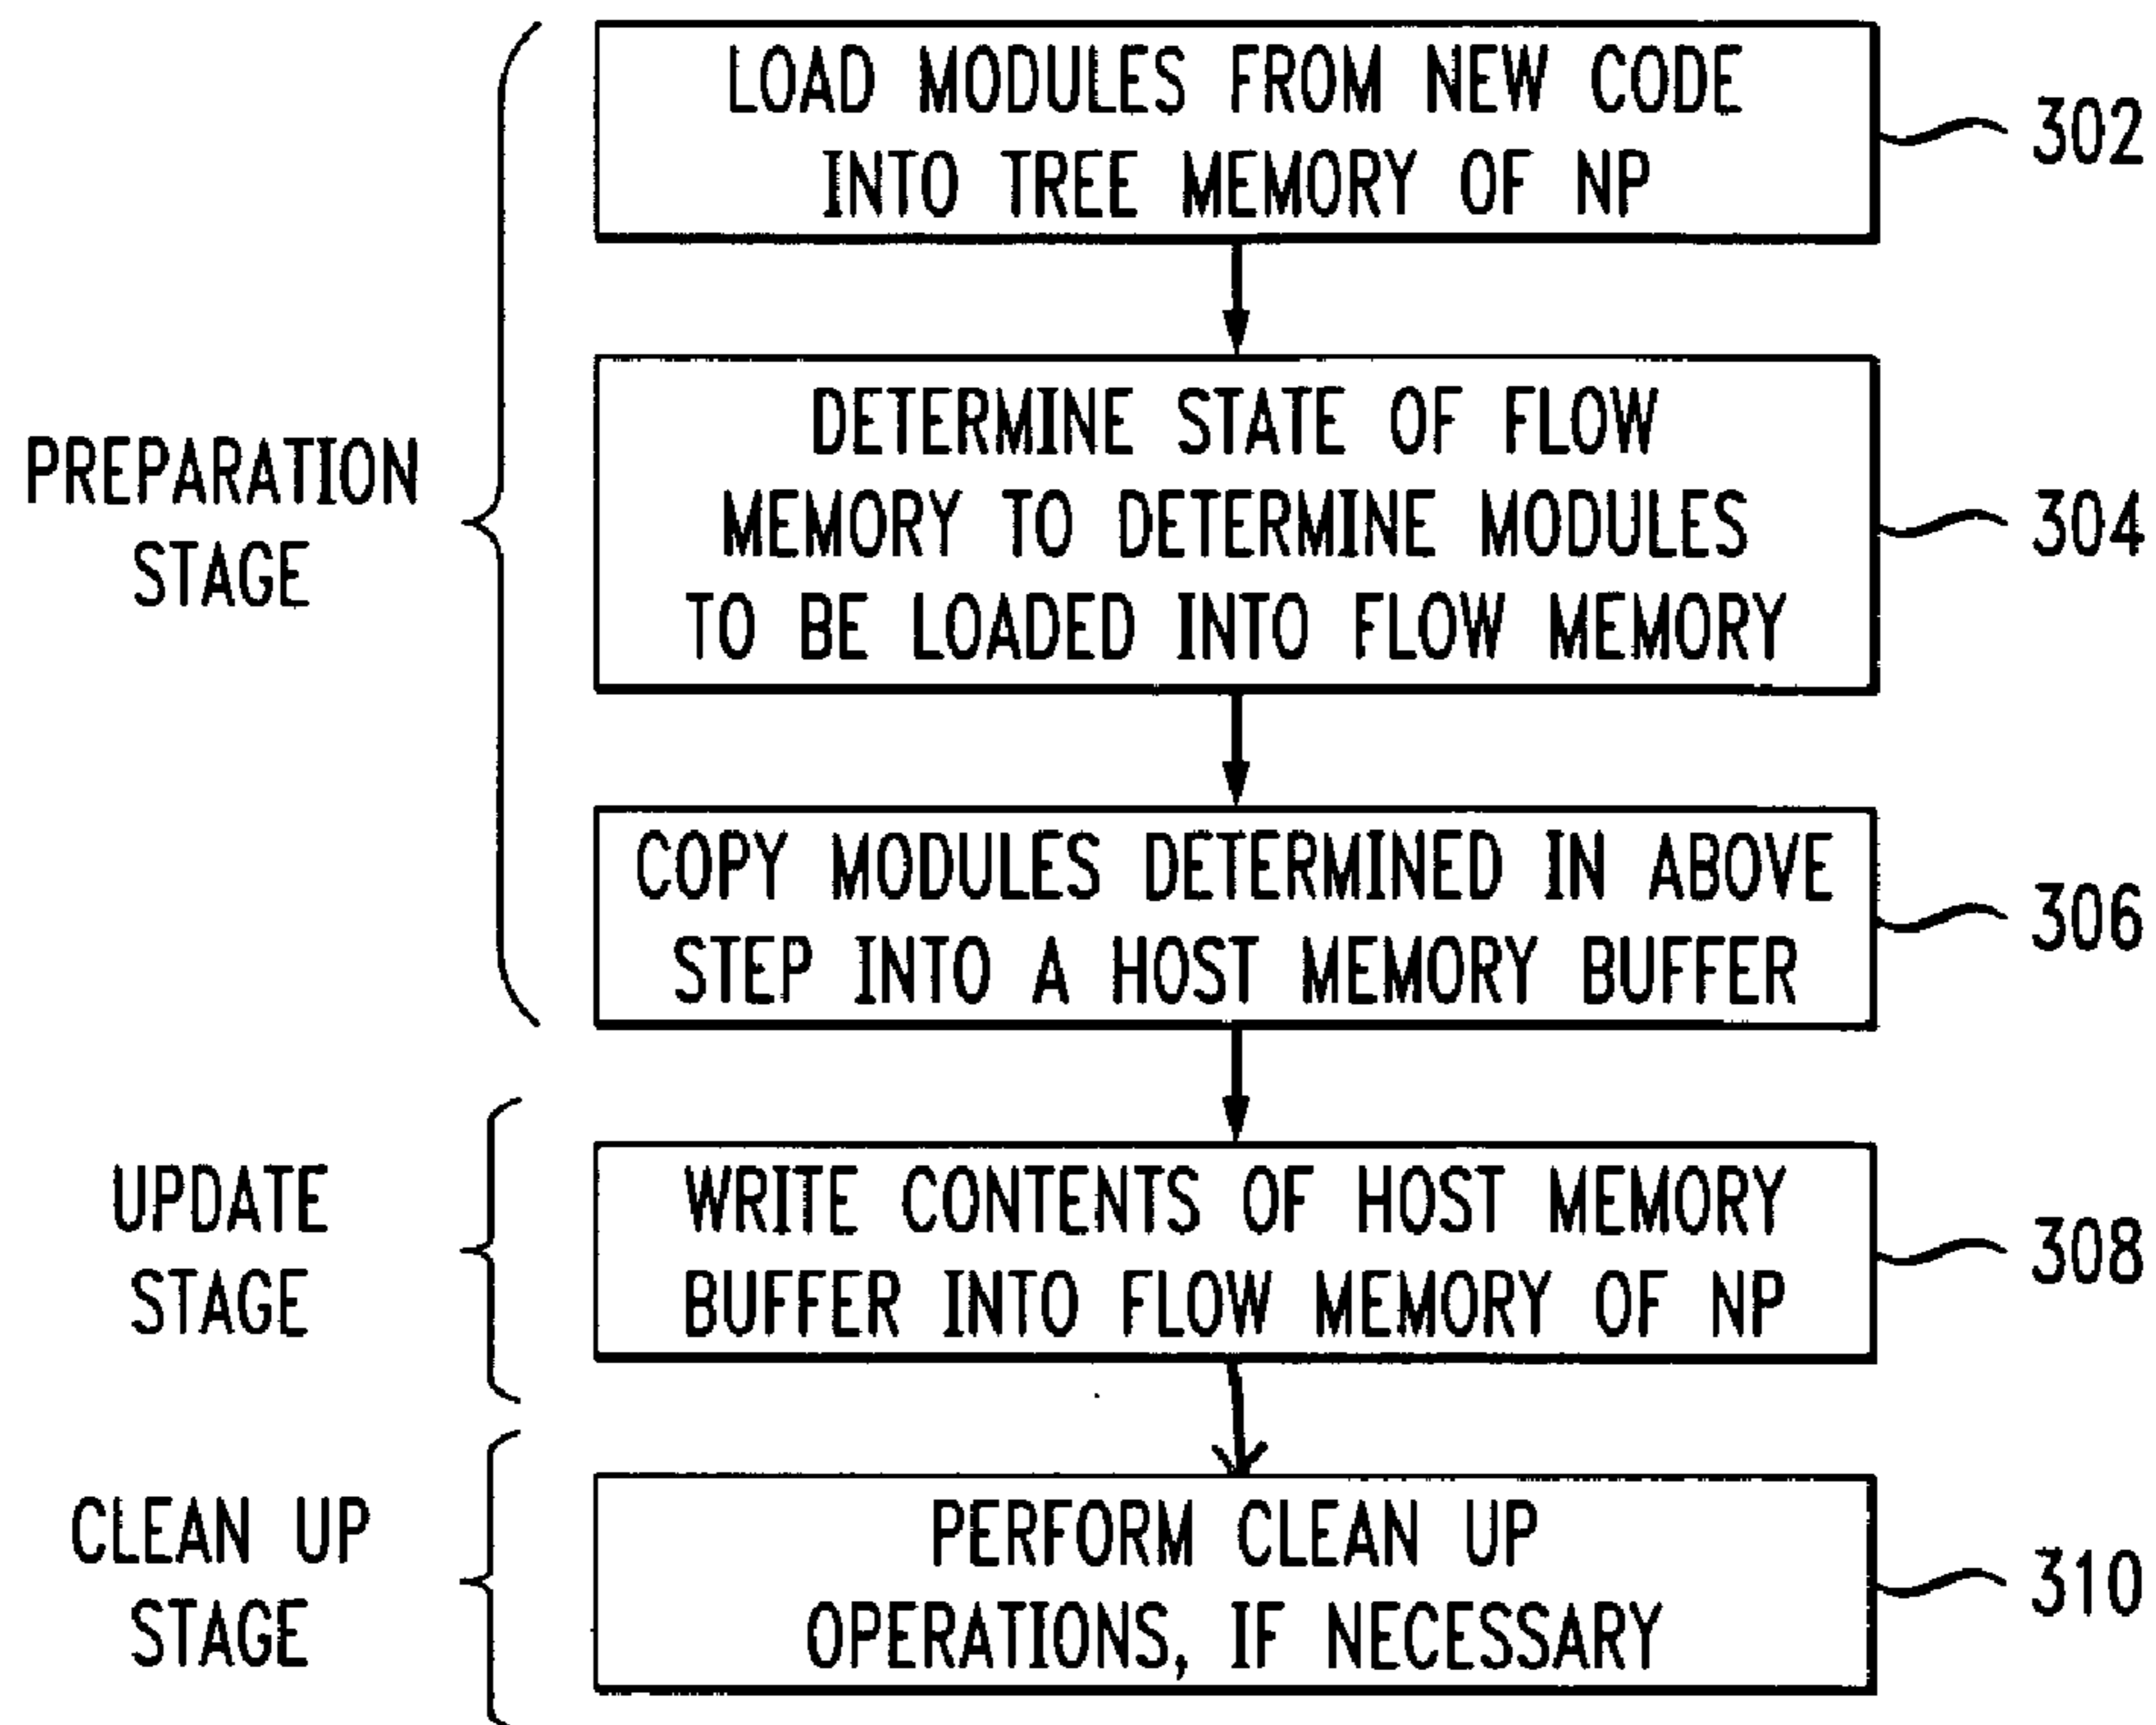 LOAD MODULES FROM NEW CODE
INTO TREE MEMORY OF NP
302
PREPARATION
STAGE
DETERMINE STATE OF FLOW
MEMORY TO DETERMINE MODULES
TO BE LOADED INTO FLOW MEMORY
304
COPY MODULES DETERMINED IN ABOVE
STEP INTO A HOST MEMORY BUFFER
306
UPDATE
STAGE
WRITE CONTENTS OF HOST MEMORY
BUFFER INTO FLOW MEMORY OF NP
308
CLEAN UP
STAGE
PERFORM CLEAN UP
OPERATIONS, IF NECESSARY
310